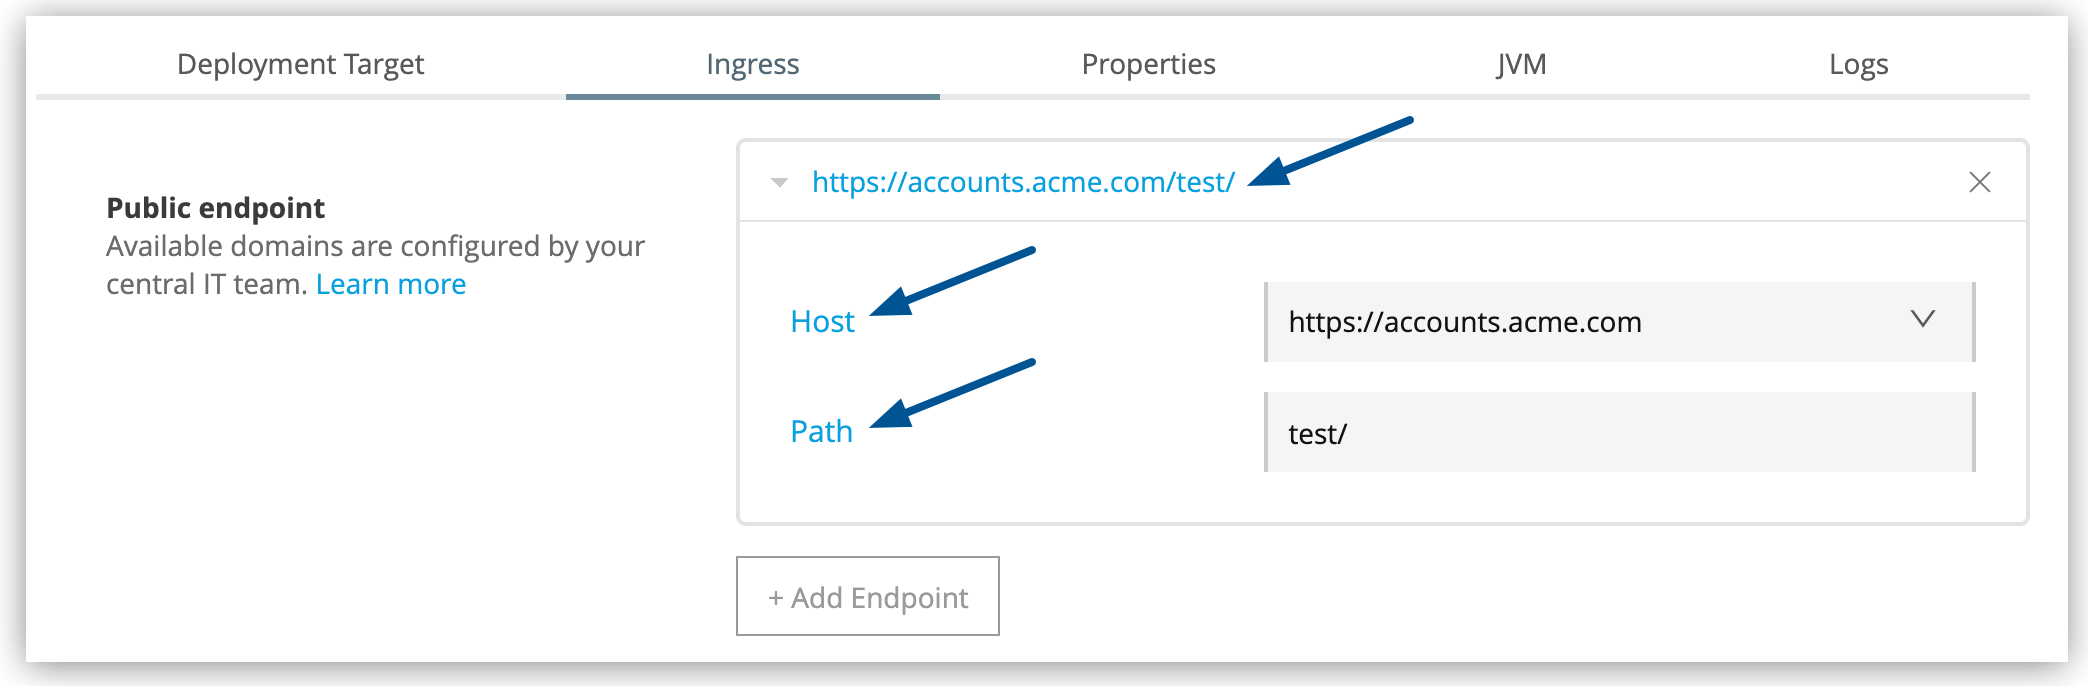 Deployment Target Ingress Properties JVM Logs
Public endpoint
Available domains are configured by your
central IT team. Learn more
https://accounts.acme.com/test/
Host https://accounts.acme.com
Path test/
+ Add Endpoint